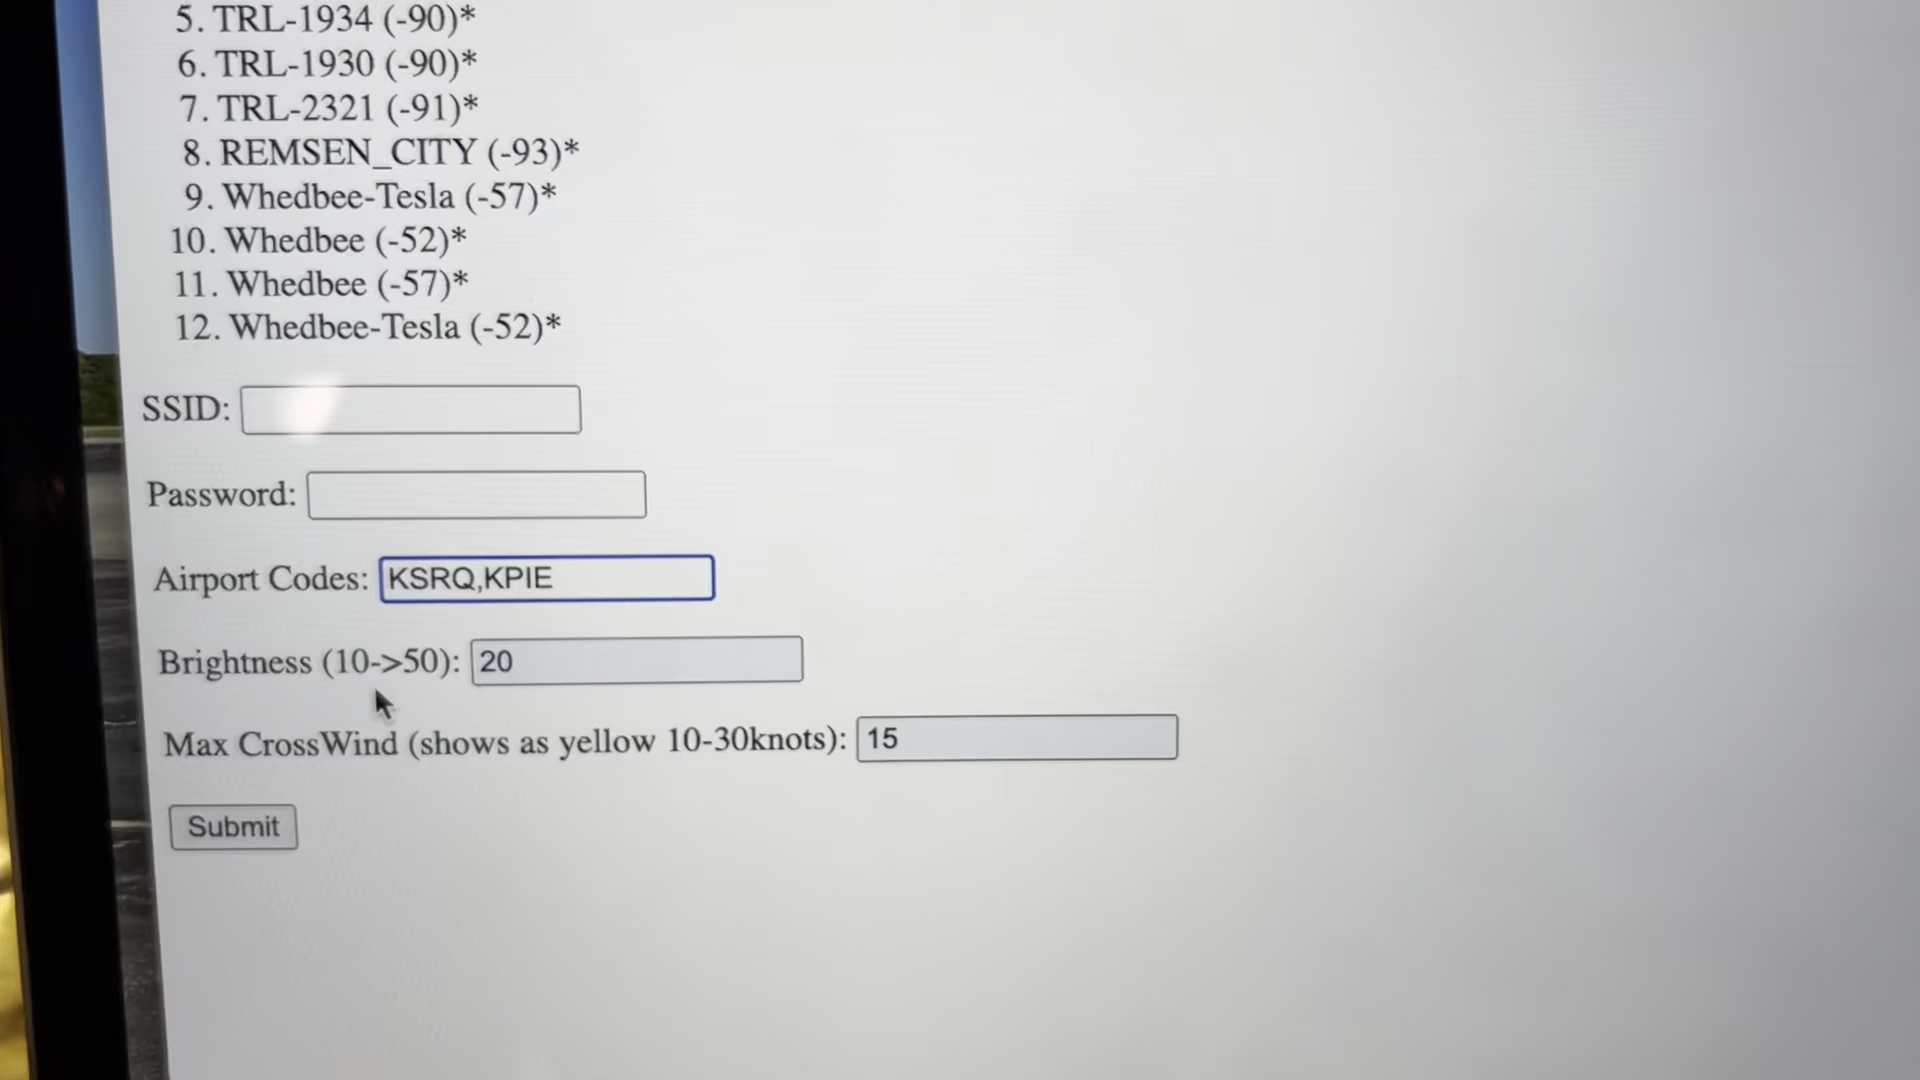 5. TRL-1934 (-90)*
6. TRL-1930 (-90)*
7. TRL-2321 (-91)*
8. REMSEN_CITY (-93)*
9. Whedbee-Tesla (-57)*
10. Whedbee (-52)*
11. Whedbee (-57)*
12. Whedbee-Tesla (-52)*
SSID:
Password:
Airport Codes: KSRQ,KPIE
Brightness (10->50): 20
Max CrossWind (shows as yellow 10-30knots): 15
Submit